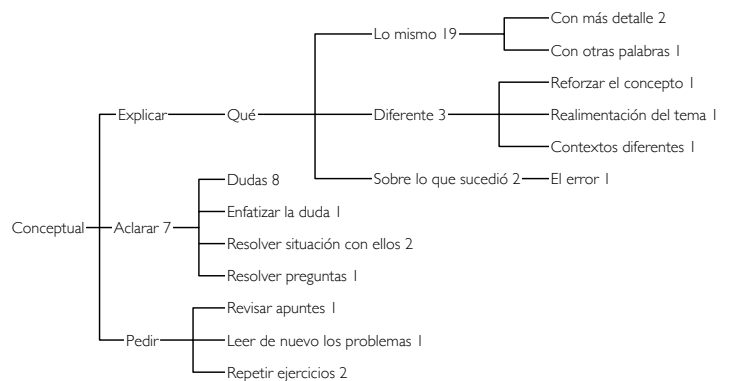 Lo mismo 19
Con más detalle 2
Con otras palabras 1
Explicar
Qué
Diferente 3
Reforzar el concepto 1
Realimentación del tema 1
Contextos diferentes 1
Sobre lo que sucedió 2
El error 1
Conceptual
Aclarar 7
Dudas 8
Enfatizar la duda 1
Resolver situación con ellos 2
Resolver preguntas 1
Pedir
Revisar apuntes 1
Leer de nuevo los problemas 1
Repetir ejercicios 2